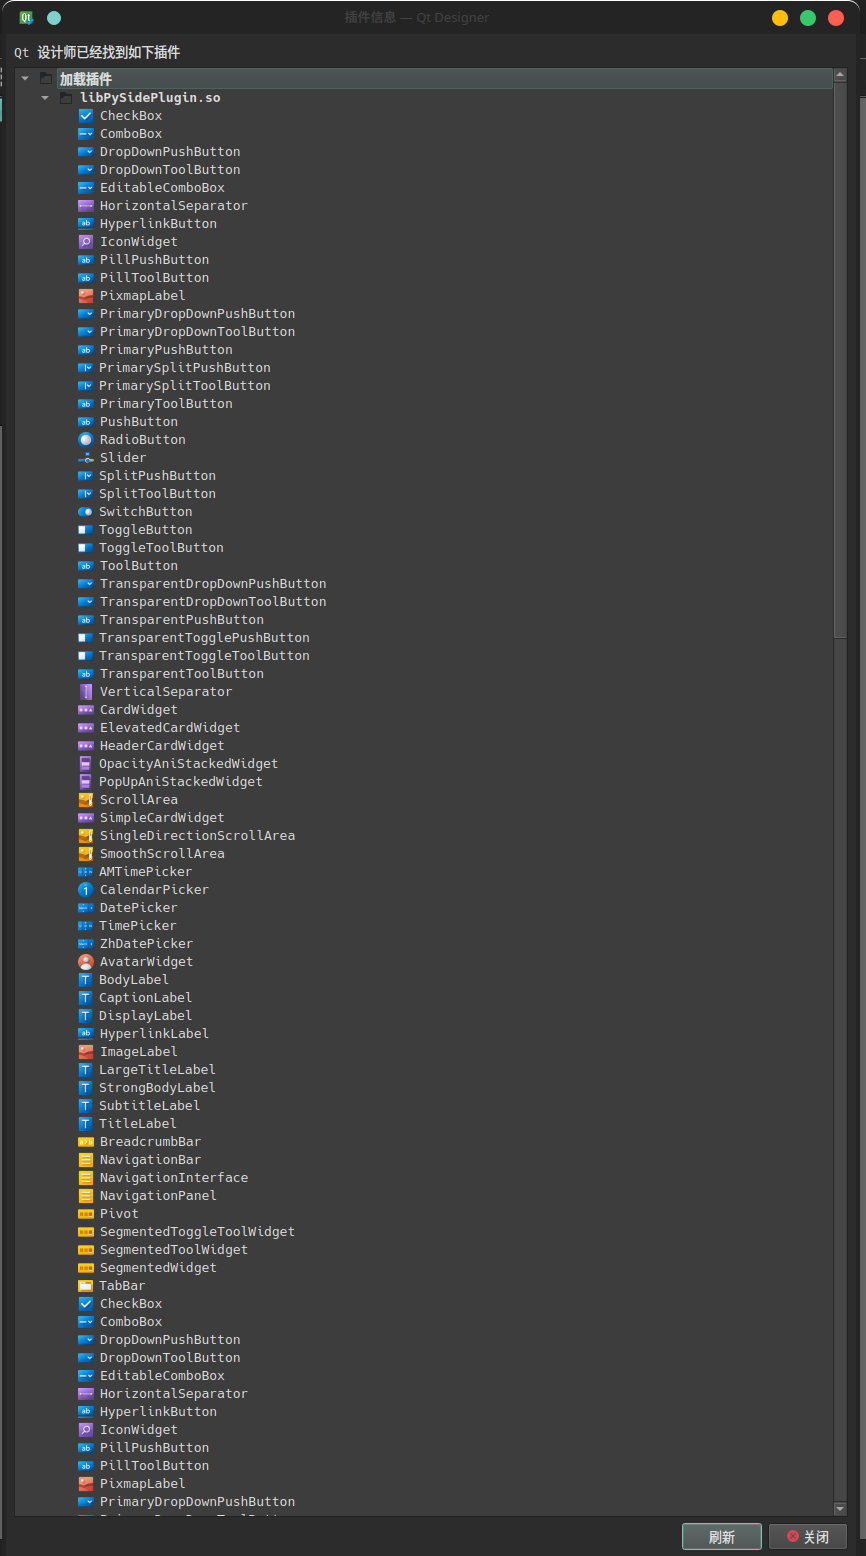 插件信息 — Qt Designer
Qt 设计师已经找到如下插件
加载插件
libPySidePlugin.so
CheckBox
ComboBox
DropDownPushButton
DropDownToolButton
EditableComboBox
HorizontalSeparator
HyperlinkButton
IconWidget
PillPushButton
PillToolButton
PixmapLabel
PrimaryDropDownPushButton
PrimaryDropDownToolButton
PrimaryPushButton
PrimarySplitPushButton
PrimarySplitToolButton
PrimaryToolButton
PushButton
RadioButton
Slider
SplitPushButton
SplitToolButton
SwitchButton
ToggleButton
ToggleToolButton
ToolButton
TransparentDropDownPushButton
TransparentDropDownToolButton
TransparentPushButton
TransparentTogglePushButton
TransparentToggleToolButton
TransparentToolButton
VerticalSeparator
CardWidget
ElevatedCardWidget
HeaderCardWidget
OpacityAniStackedWidget
PopUpAniStackedWidget
ScrollArea
SimpleCardWidget
SingleDirectionScrollArea
SmoothScrollArea
AMTimePicker
CalendarPicker
DatePicker
TimePicker
ZhDatePicker
AvatarWidget
BodyLabel
CaptionLabel
DisplayLabel
HyperlinkLabel
ImageLabel
LargeTitleLabel
StrongBodyLabel
SubtitleLabel
TitleLabel
BreadcrumbBar
NavigationBar
NavigationInterface
NavigationPanel
Pivot
SegmentedToggleToolWidget
SegmentedToolWidget
SegmentedWidget
TabBar
CheckBox
ComboBox
DropDownPushButton
DropDownToolButton
EditableComboBox
HorizontalSeparator
HyperlinkButton
IconWidget
PillPushButton
PillToolButton
PixmapLabel
PrimaryDropDownPushButton
刷新
关闭